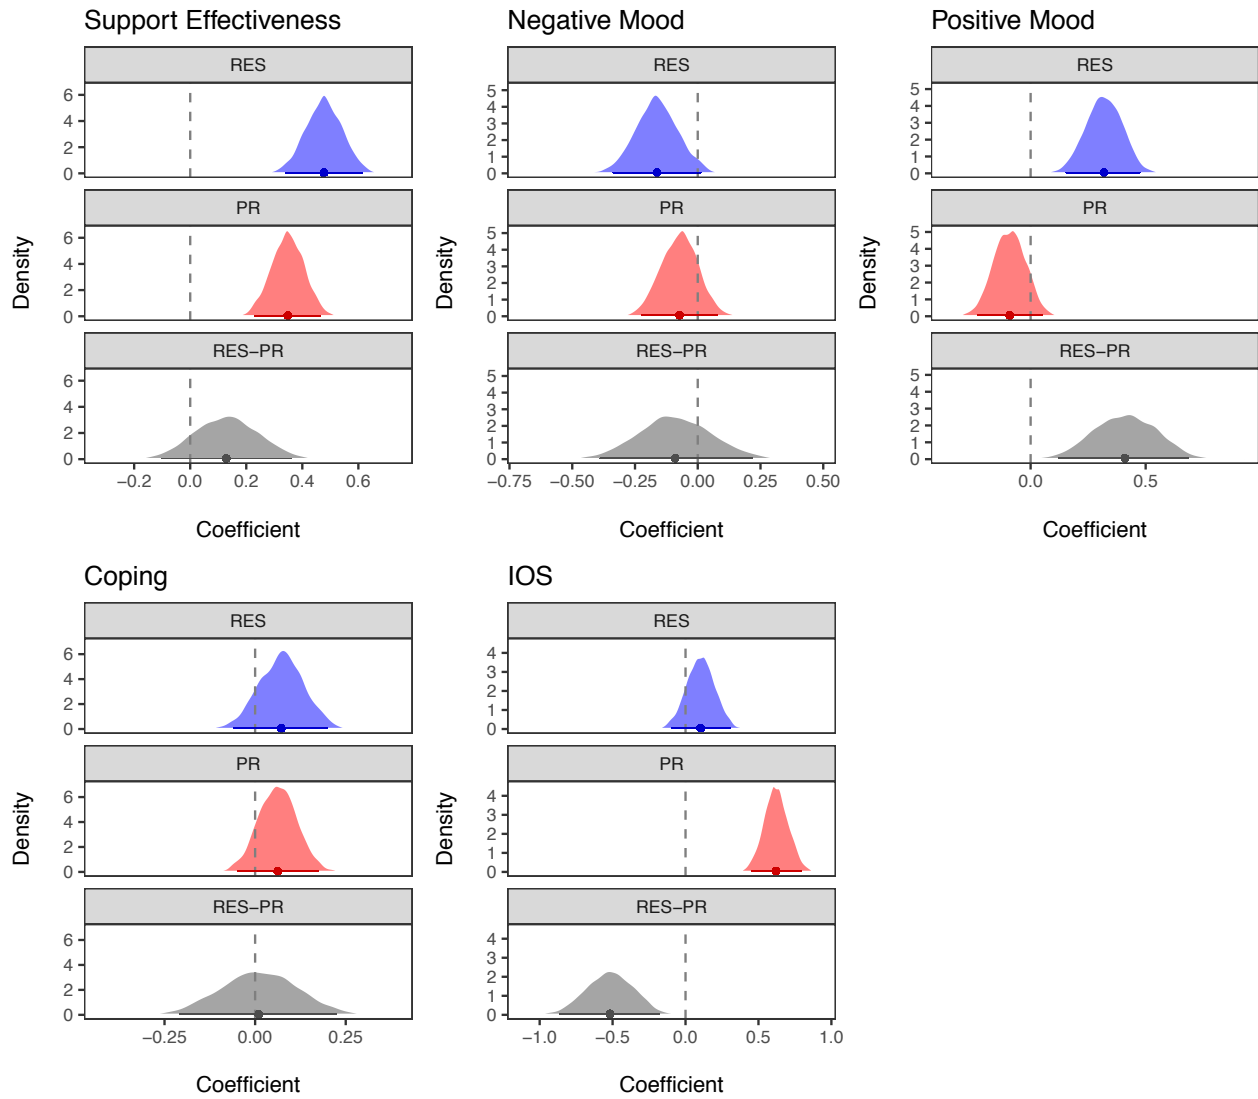 Support Effectiveness
RES
6
4
2
0
PR
6
4
2
0
RES−PR
6
4
2
0
−0.2 0.0 0.2 0.4 0.6
Density
Coefficient
Negative Mood
RES
5
4
3
2
1
0
PR
5
4
3
2
1
0
RES−PR
5
4
3
2
1
0
−0.75 −0.50 −0.25 0.00 0.25 0.50
Density
Coefficient
Positive Mood
RES
5
4
3
2
1
0
PR
5
4
3
2
1
0
RES−PR
5
4
3
2
1
0
0.0 0.5
Density
Coefficient
Coping
RES
6
4
2
0
PR
6
4
2
0
RES−PR
6
4
2
0
−0.25 0.00 0.25
Density
Coefficient
IOS
RES
4
3
2
1
0
PR
4
3
2
1
0
RES−PR
4
3
2
1
0
−1.0 −0.5 0.0 0.5 1.0
Density
Coefficient